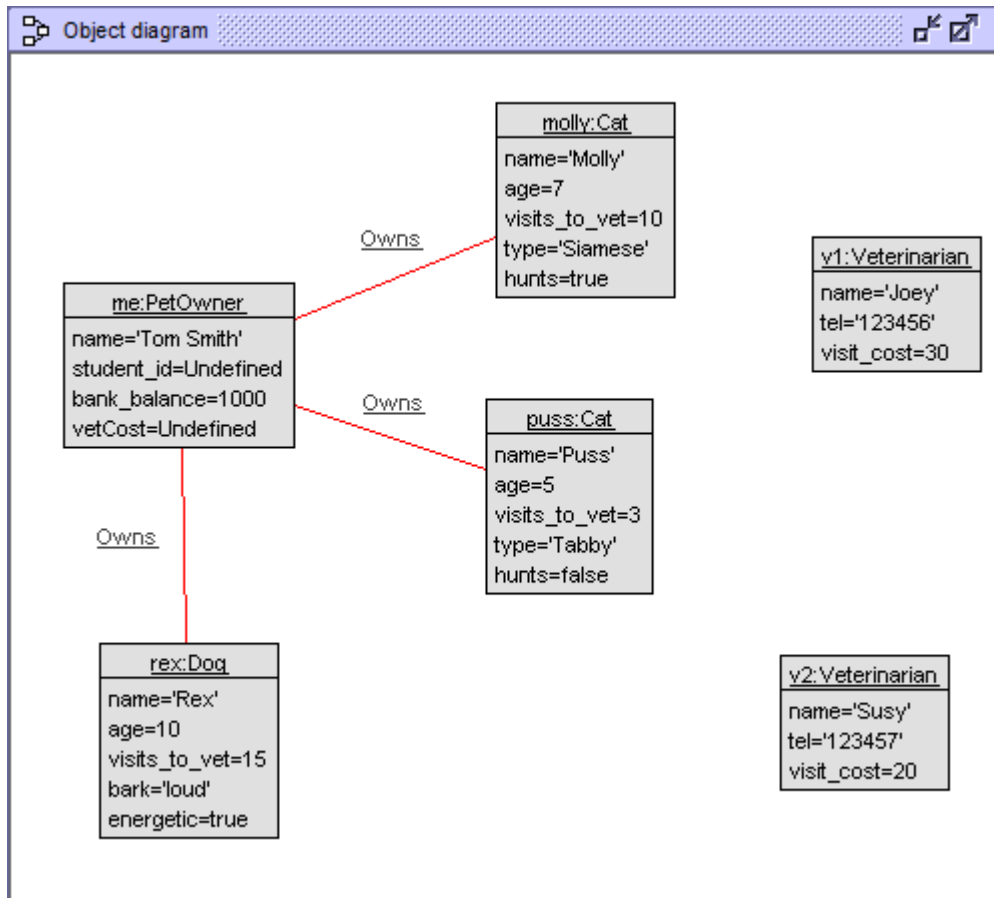 Object diagram
molly:Cat
name='Molly'
age=7
visits_to_vet=10
type='Siamese'
hunts=true
Owns
v1:Veterinarian
name='Joey'
tel='123456'
visit_cost=30
me:PetOwner
name='Tom Smith'
student_id=Undefined
bank_balance=1000
vetCost=Undefined
Owns
puss:Cat
name='Puss'
age=5
visits_to_vet=3
type='Tabby'
hunts=false
Owns
rex:Dog
name='Rex'
age=10
visits_to_vet=15
bark='loud'
energetic=true
v2:Veterinarian
name='Susy'
tel='123457'
visit_cost=20